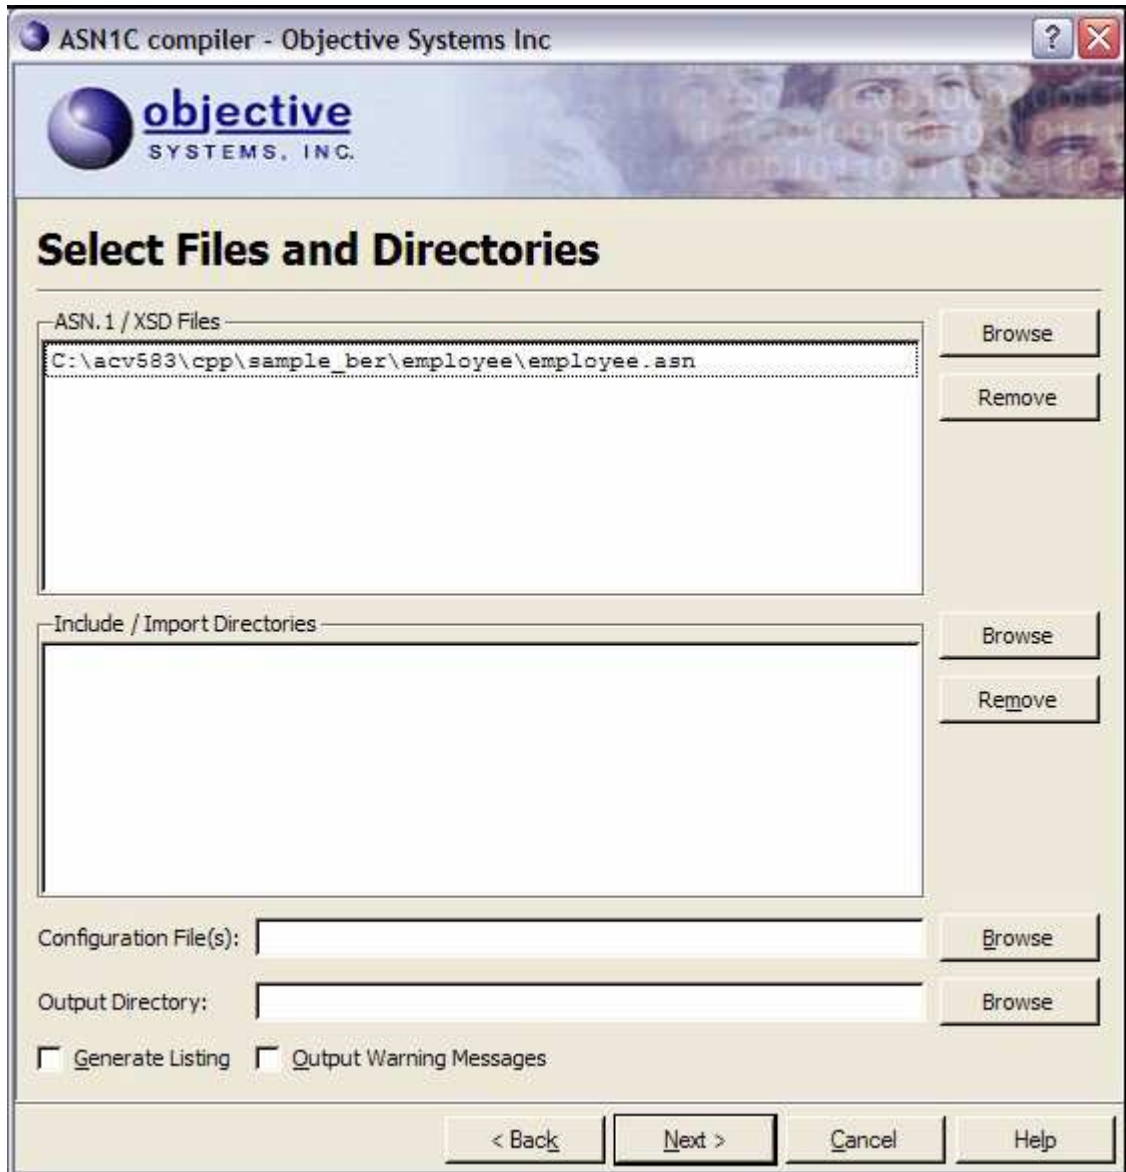 ASN1C compiler - Objective Systems Inc
objective
SYSTEMS, INC.
Select Files and Directories
ASN.1 / XSD Files
C:\acv583\cpp\sample_ber\employee\employee.asn
Browse
Remove
Include / Import Directories
Browse
Remove
Configuration File(s):
Browse
Output Directory:
Browse
Generate Listing Output Warning Messages
< Back Next > Cancel Help